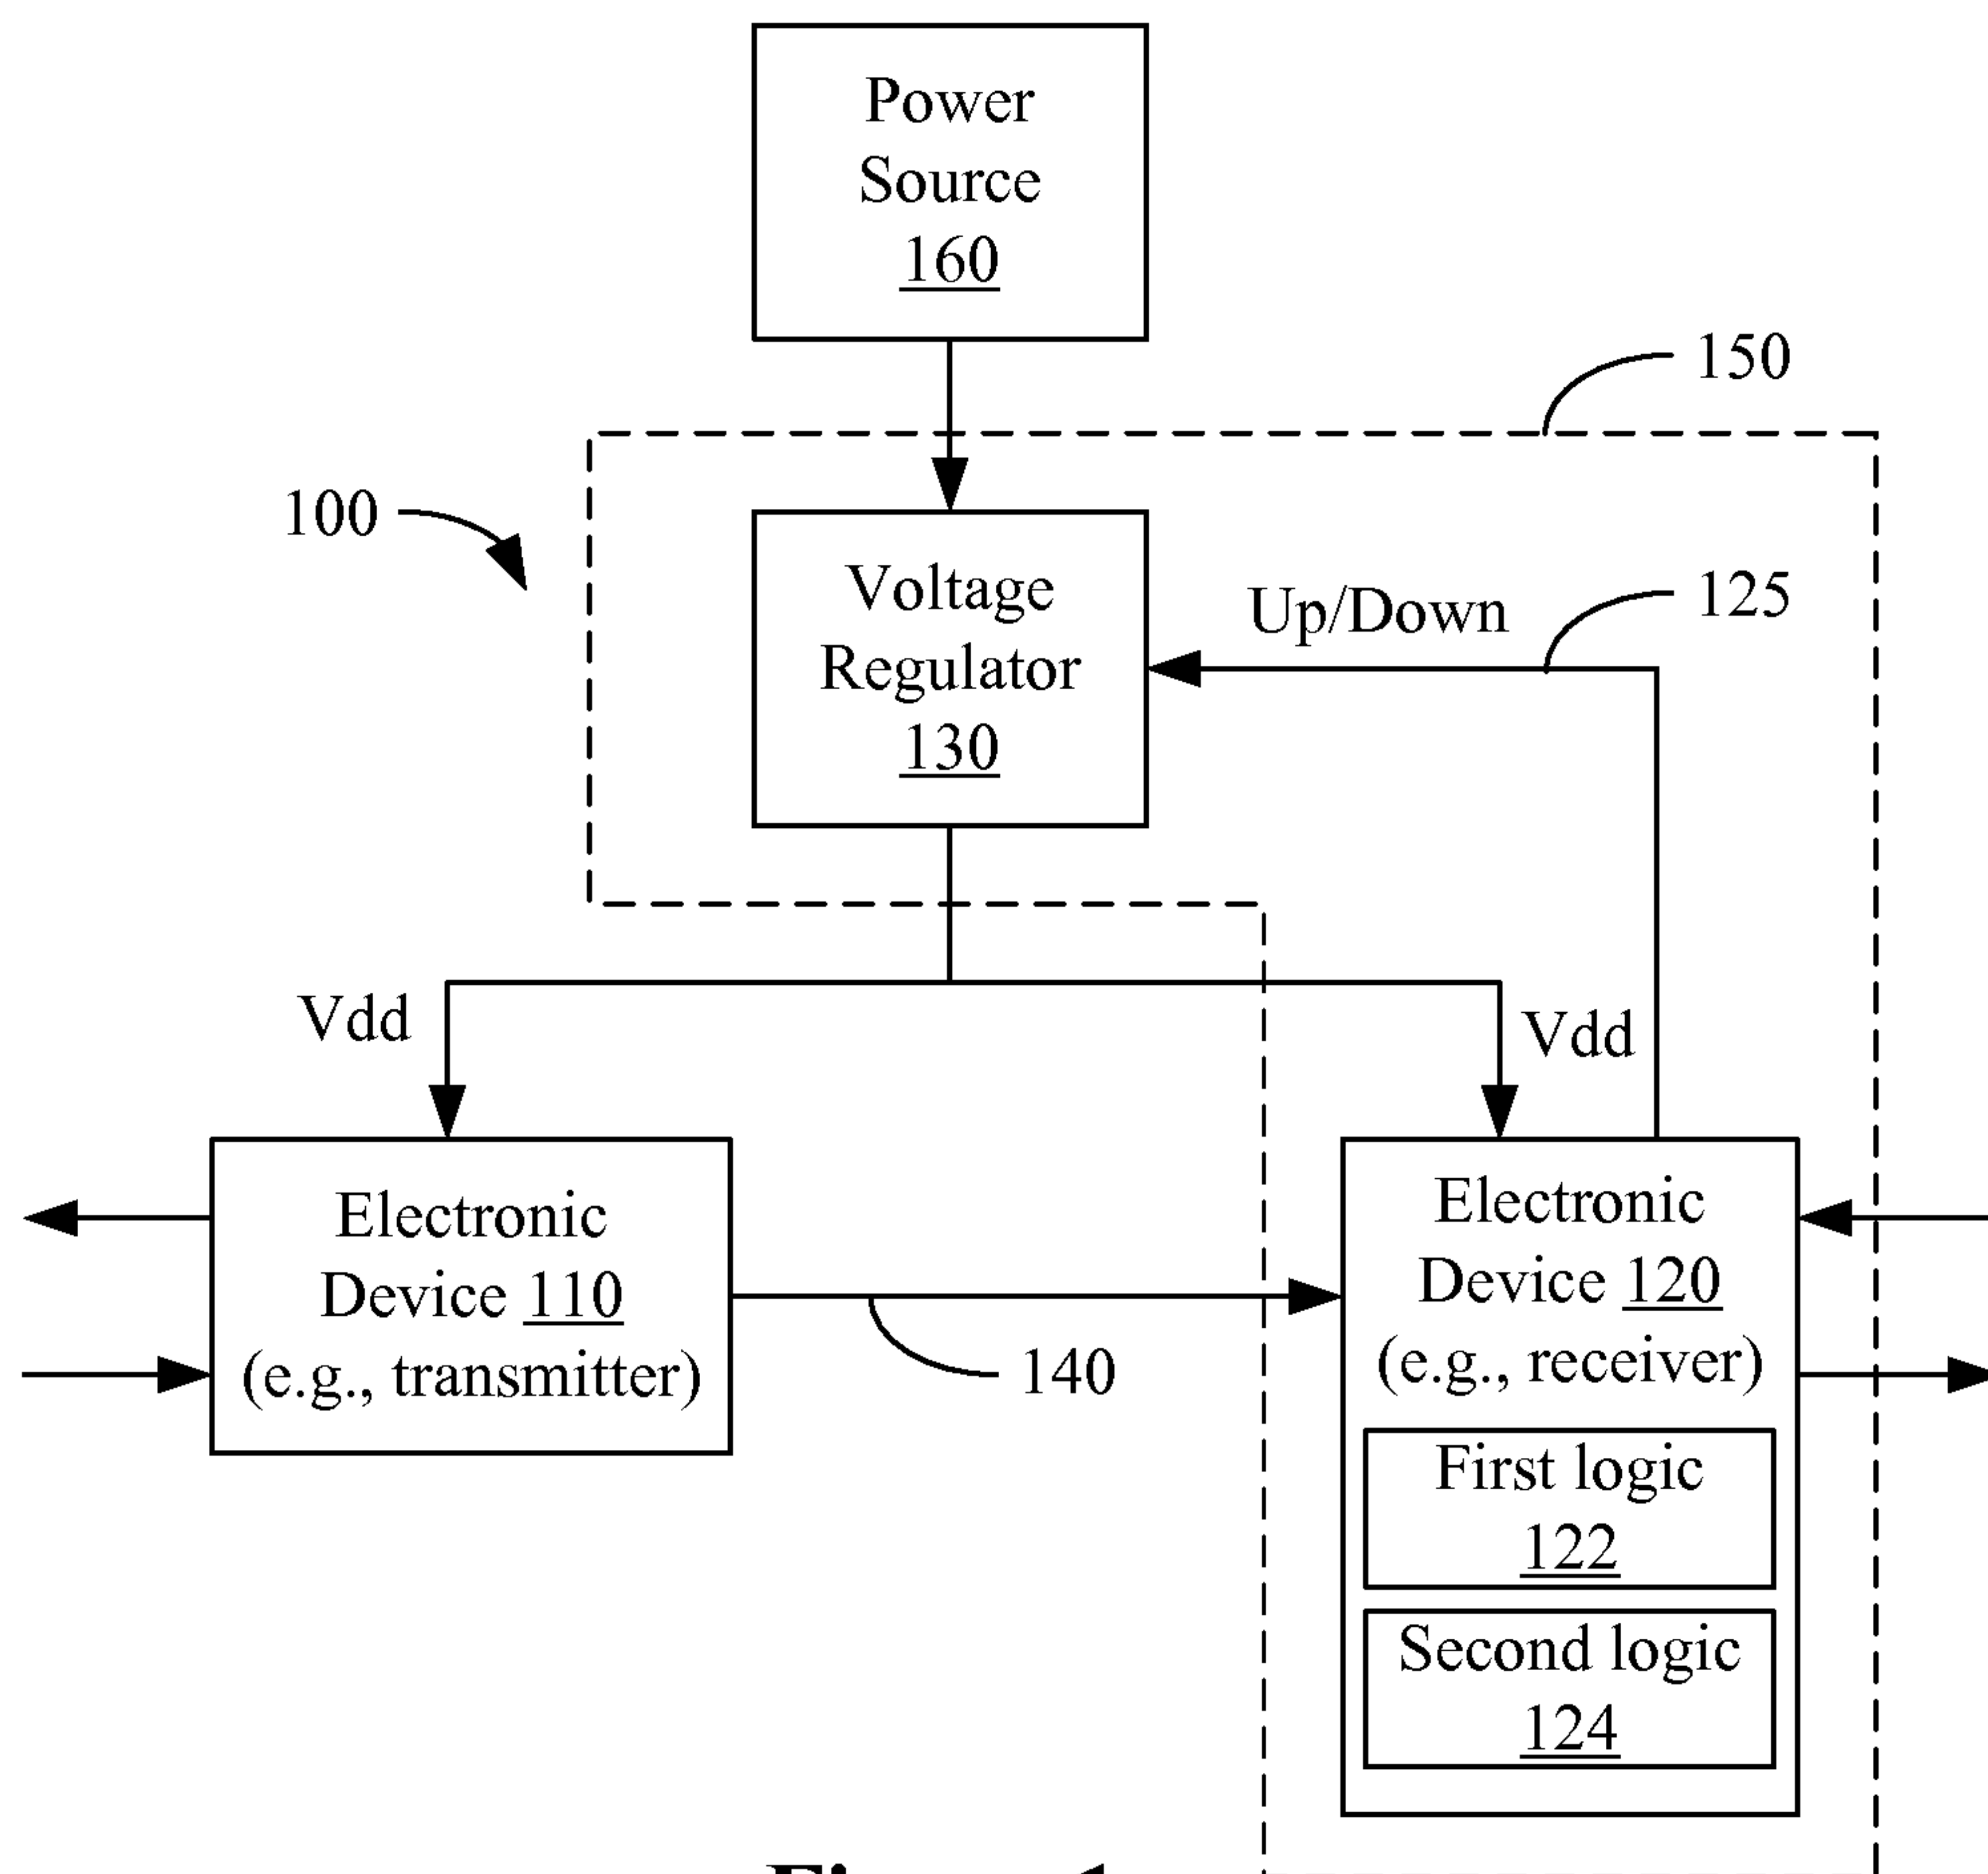 Power
Source
160
150
100
Voltage
Regulator
130
Up/Down
125
Vdd
Vdd
Electronic
Device 110
(e.g., transmitter)
140
Electronic
Device 120
(e.g., receiver)
First logic
122
Second logic
124